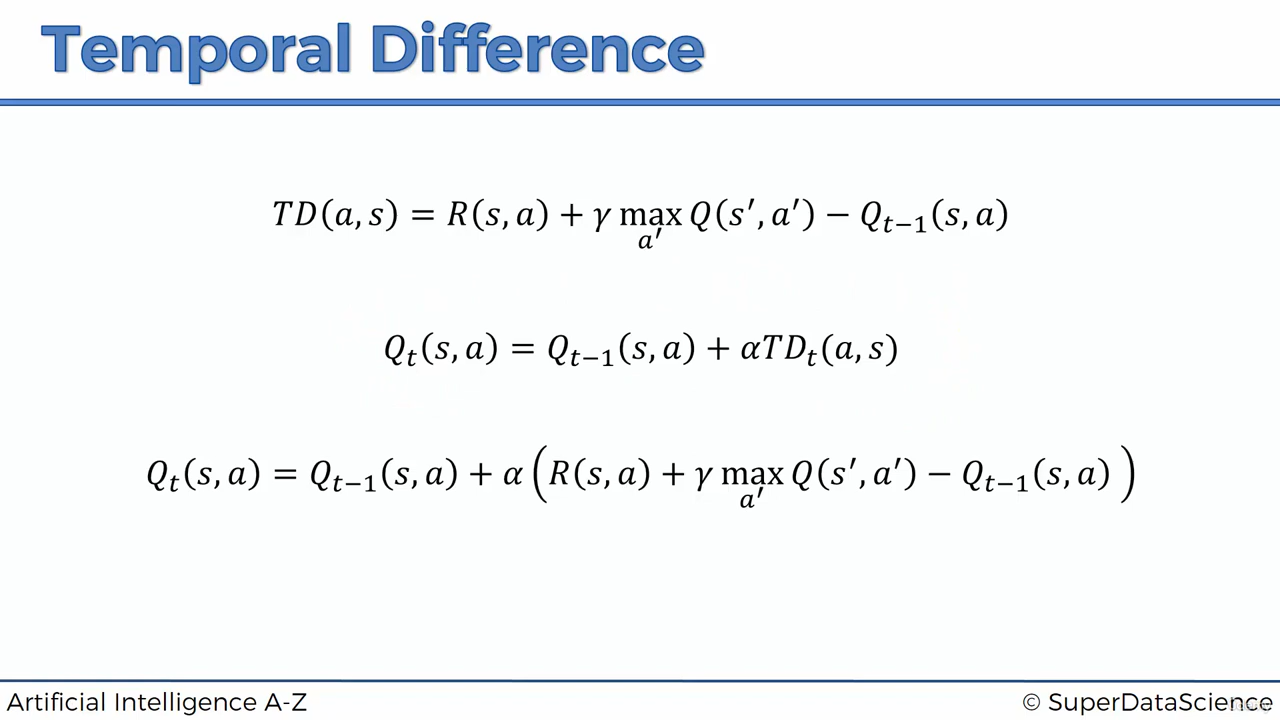 Temporal Difference
TD(a, s) = R(s, a) + γ max_{a′} Q(s′, a′) − Q_{t−1}(s, a)
Q_t(s, a) = Q_{t−1}(s, a) + αTD_t(a, s)
Q_t(s, a) = Q_{t−1}(s, a) + α(R(s, a) + γ max_{a′} Q(s′, a′) − Q_{t−1}(s, a))
Artificial Intelligence A-Z
© SuperDataScience